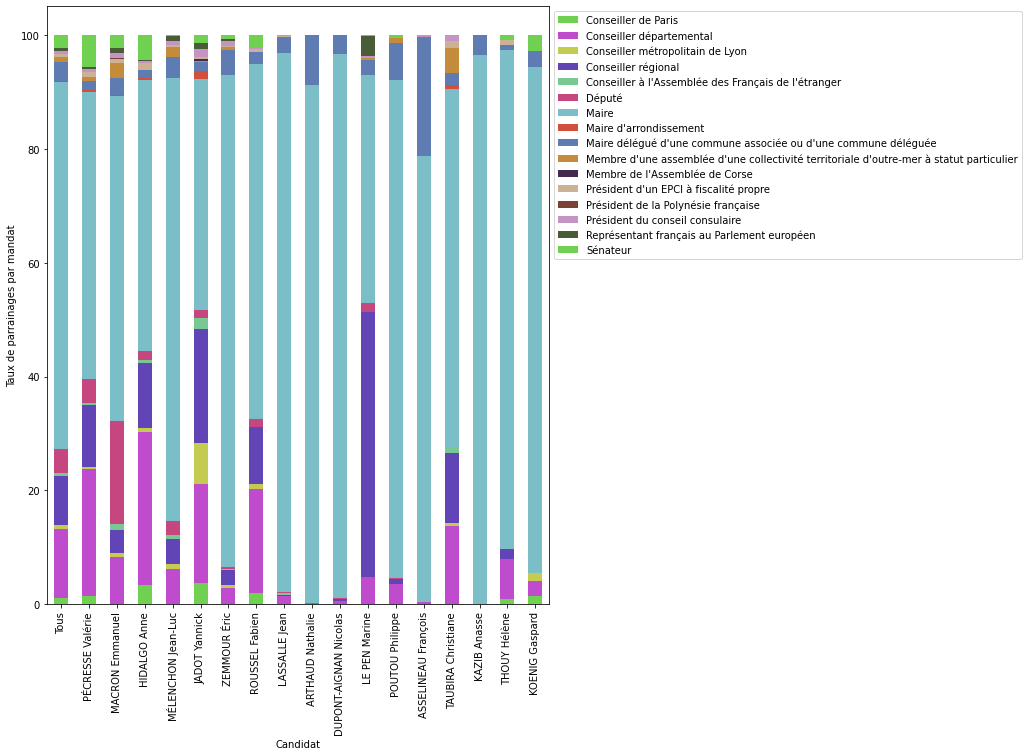 100
80
60
40
20
0
Taux de parrainages par mandat
Tous
PÉCRESSE Valérie
MACRON Emmanuel
HIDALGO Anne
MÉLENCHON Jean-Luc
JADOT Yannick
ZEMMOUR Éric
ROUSSEL Fabien
LASSALLE Jean
ARTHAUD Nathalie
DUPONT-AIGNAN Nicolas
LE PEN Marine
POUTOU Philippe
ASSELINEAU François
TAUBIRA Christiane
KAZIB Anasse
THOUY Hélène
KOENIG Gaspard
Candidat
Conseiller de Paris
Conseiller départemental
Conseiller métropolitain de Lyon
Conseiller régional
Conseiller à l'Assemblée des Français de l'étranger
Député
Maire
Maire d'arrondissement
Maire délégué d'une commune associée ou d'une commune déléguée
Membre d'une assemblée d'une collectivité territoriale d'outre-mer à statut particulier
Membre de l'Assemblée de Corse
Président d'un EPCI à fiscalité propre
Président de la Polynésie française
Président du conseil consulaire
Représentant français au Parlement européen
Sénateur